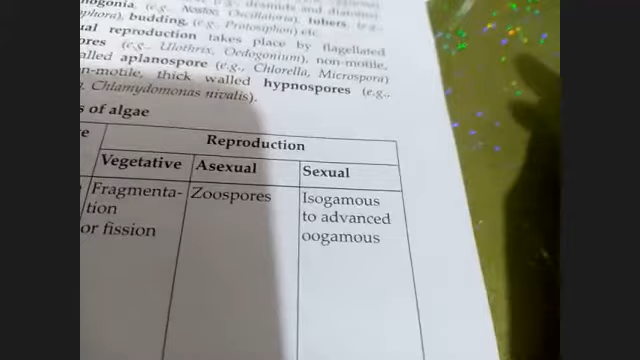 mogonia, (e.g., Nostoc, Oscillatoria), tubers, (e.g.,
phora), budding, (e.g., Protosiphon) etc.
ual reproduction takes place by flagellated
ores (e.g., Ulothrix, Oedogonium), non-motile,
alled aplanospore (e.g., Chlorella, Microspora)
n-motile, thick walled hypnospores (e.g.,
Chlamydomonas nivalis).
s of algae
e Reproduction
Vegetative Asexual Sexual
Fragmenta- Zoospores Isogamous
tion to advanced
or fission oogamous